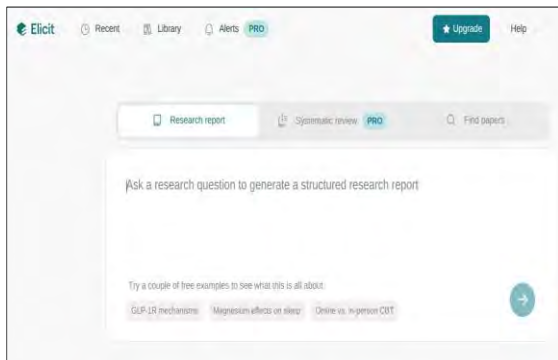 Elicit Recent Library Alerts PRO Upgrade Help
Research report Systematic review PRO Find papers
Ask a research question to generate a structured research report
Try a couple of free examples to see what this is all about.
GLP-1R mechanisms Magnesium effects on sleep Online vs. in-person CBT